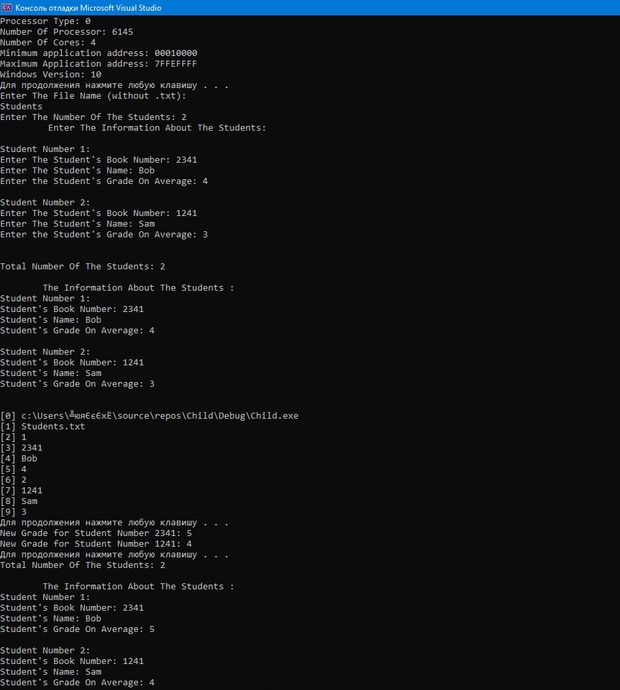 Консоль отладки Microsoft Visual Studio
Processor Type: 0
Number Of Processor: 6145
Number Of Cores: 4
Minimum application address: 00010000
Maximum Application address: 7FFEFFFF
Windows Version: 10
Для продолжения нажмите любую клавишу . . .
Enter The File Name (without .txt):
Students
Enter The Number Of The Students: 2
Enter The Information About The Students:
Student Number 1:
Enter The Student's Book Number: 2341
Enter The Student's Name: Bob
Enter the Student's Grade On Average: 4
Student Number 2:
Enter The Student's Book Number: 1241
Enter The Student's Name: Sam
Enter the Student's Grade On Average: 3
Total Number Of The Students: 2
The Information About The Students :
Student Number 1:
Student's Book Number: 2341
Student's Name: Bob
Student's Grade On Average: 4
Student Number 2:
Student's Book Number: 1241
Student's Name: Sam
Student's Grade On Average: 3
[0] c:\Users\╩юяЄєЄхЁ\source\repos\Child\Debug\Child.exe
[1] Students.txt
[2] 1
[3] 2341
[4] Bob
[5] 4
[6] 2
[7] 1241
[8] Sam
[9] 3
Для продолжения нажмите любую клавишу . . .
New Grade for Student Number 2341: 5
New Grade for Student Number 1241: 4
Для продолжения нажмите любую клавишу . . .
Total Number Of The Students: 2
The Information About The Students :
Student Number 1:
Student's Book Number: 2341
Student's Name: Bob
Student's Grade On Average: 5
Student Number 2:
Student's Book Number: 1241
Student's Name: Sam
Student's Grade On Average: 4